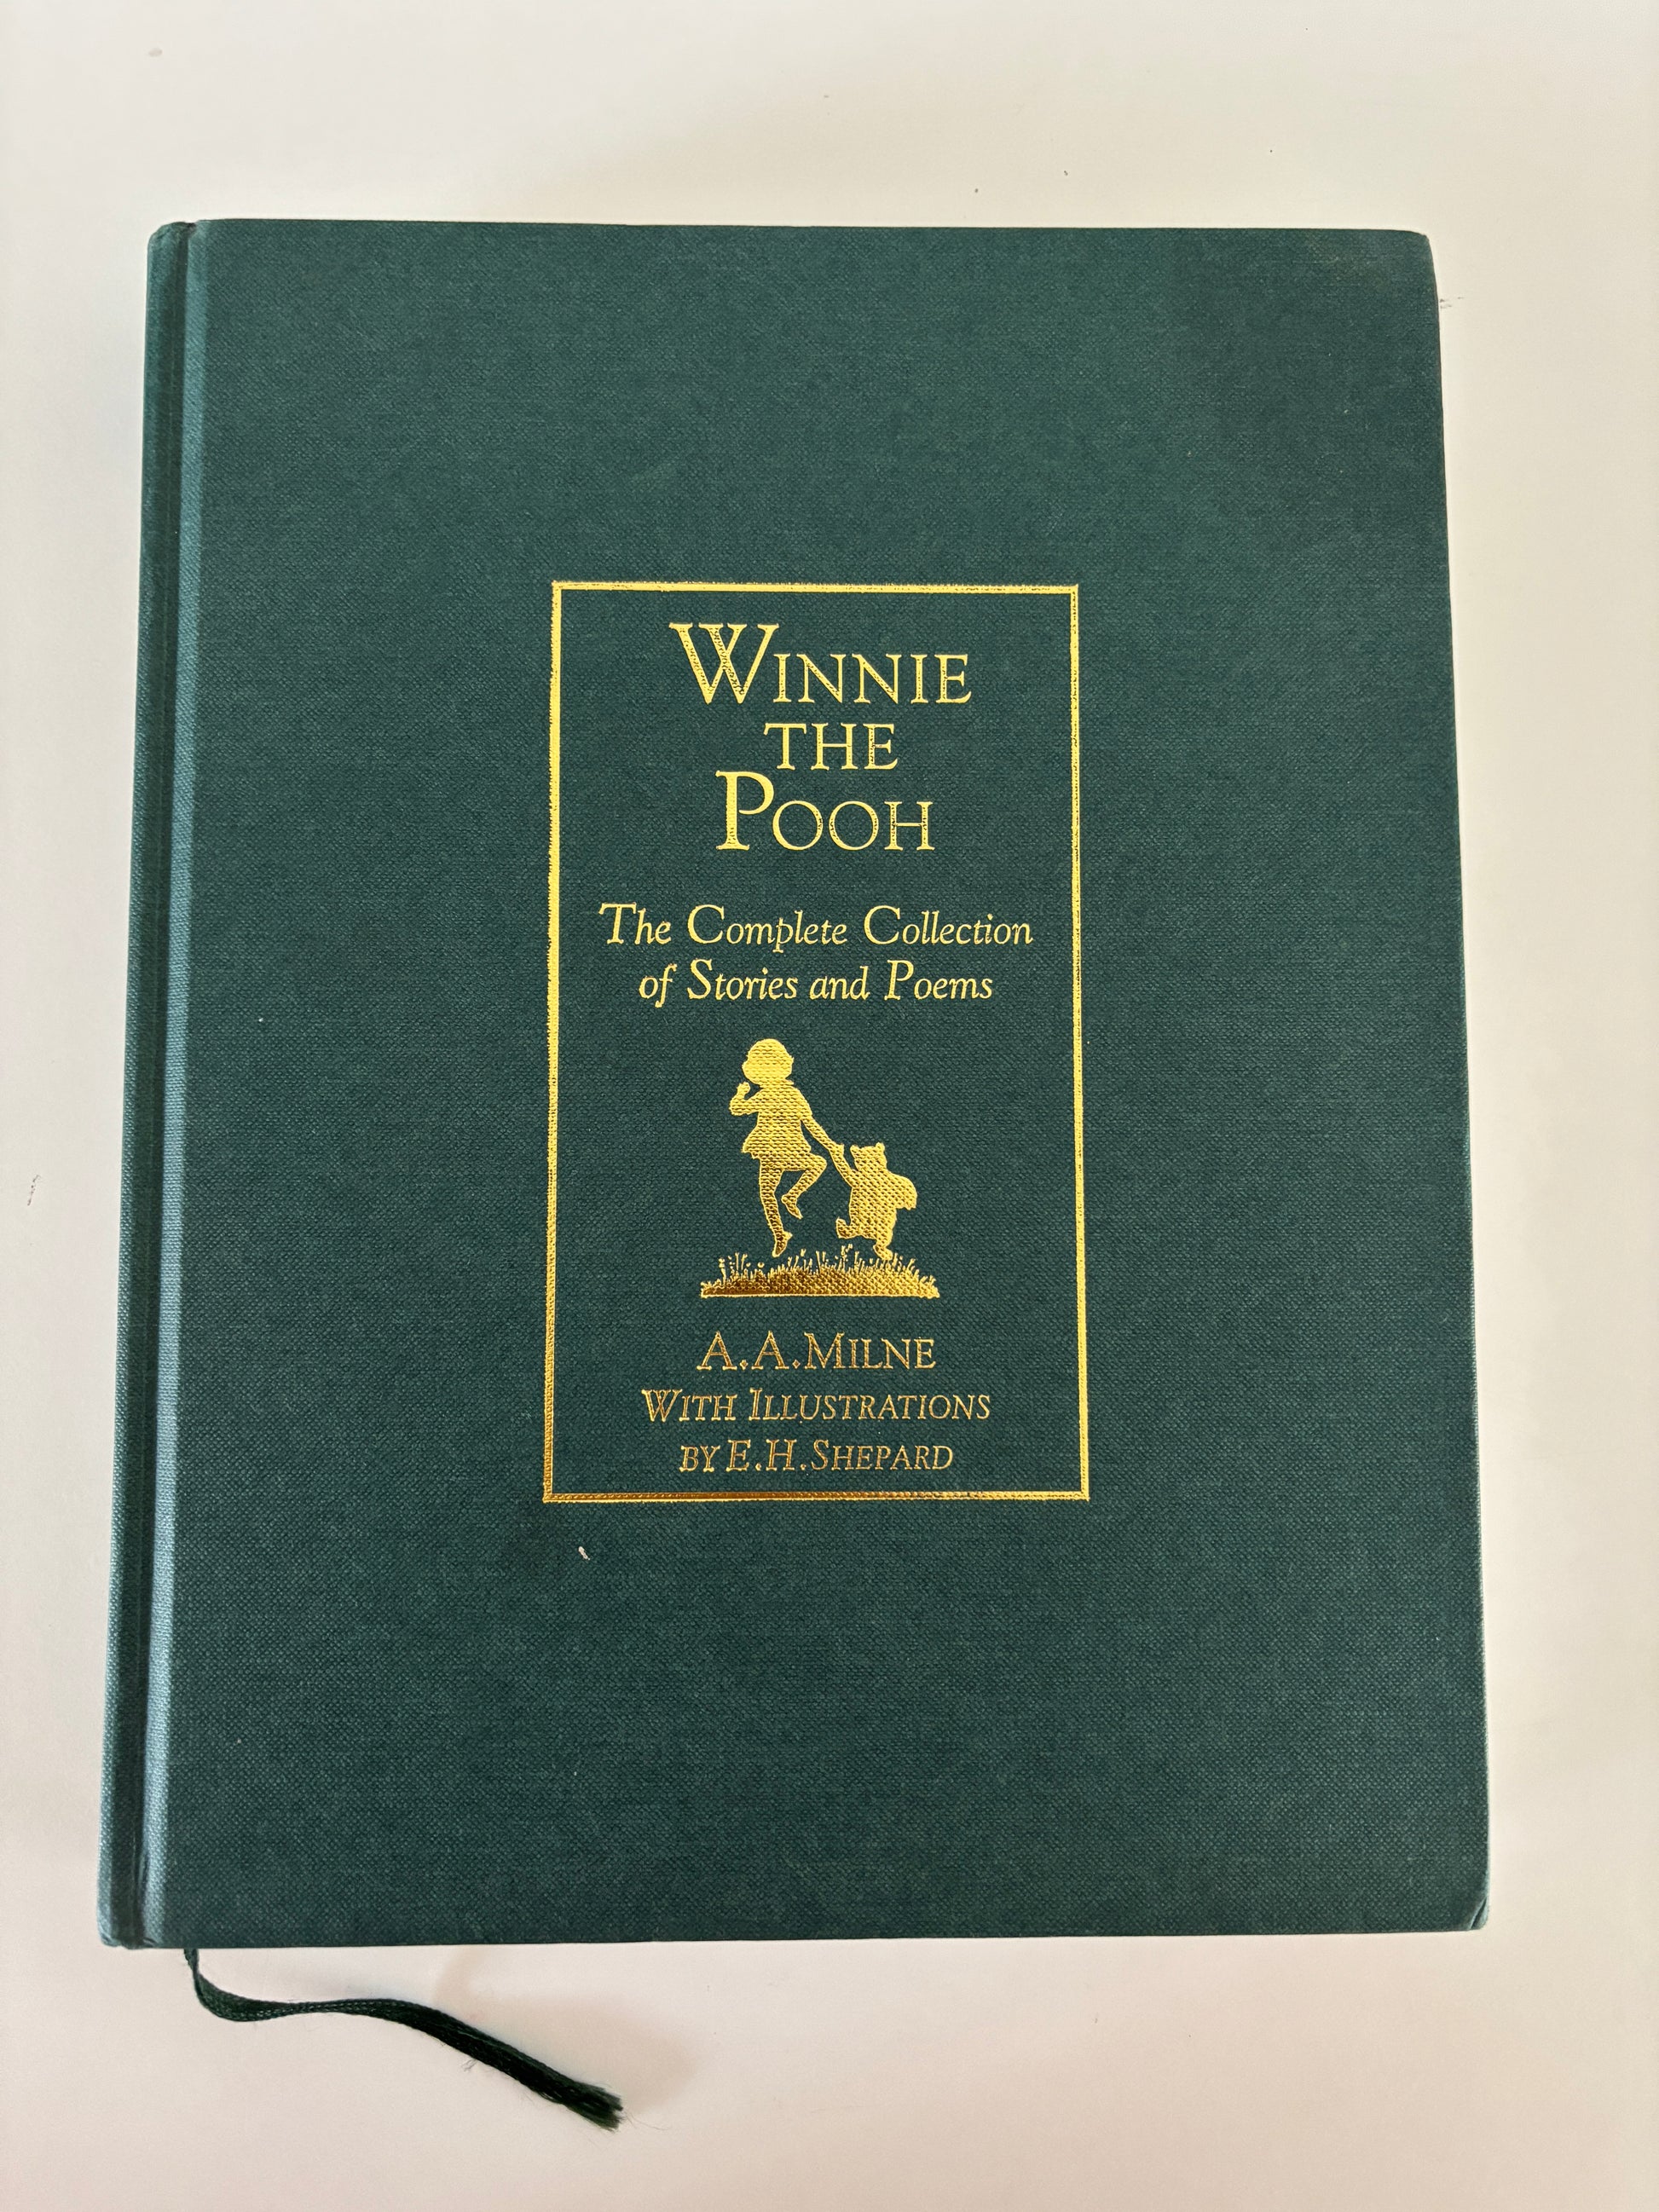 WINNIE
THE
POOH
The Complete Collection
of Stories and Poems
A.A.MILNE
WITH ILLUSTRATIONS
BY E.H.SHEPARD